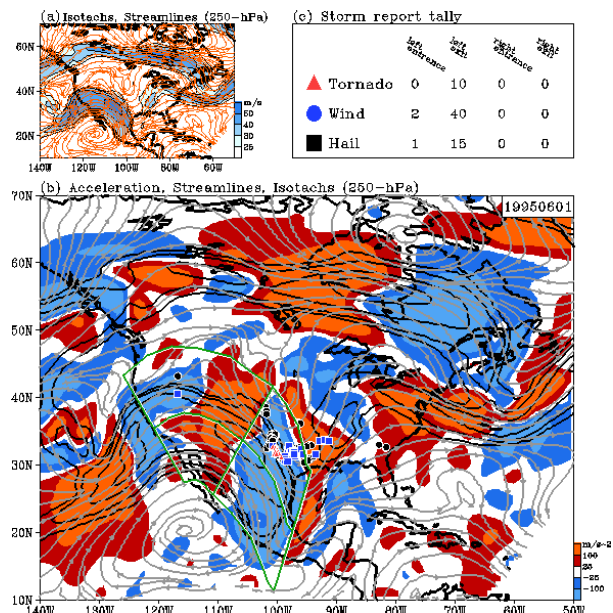 (a) Isotachs, Streamlines (250-hPa)
60N
40N
20N
140W 120W 100W 80W 60W
m/s
50
40
30
25
(c) Storm report tally
left entrance left exit right entrance right exit
Tornado 0 10 0 0
Wind 2 40 0 0
Hail 1 15 0 0
(b) Acceleration, Streamlines, Isotachs (250-hPa)
19950601
70N
60N
50N
40N
30N
20N
10N
140W 130W 120W 110W 100W 90W 80W 70W 60W 50W
m/s-2
100
25
-25
-100